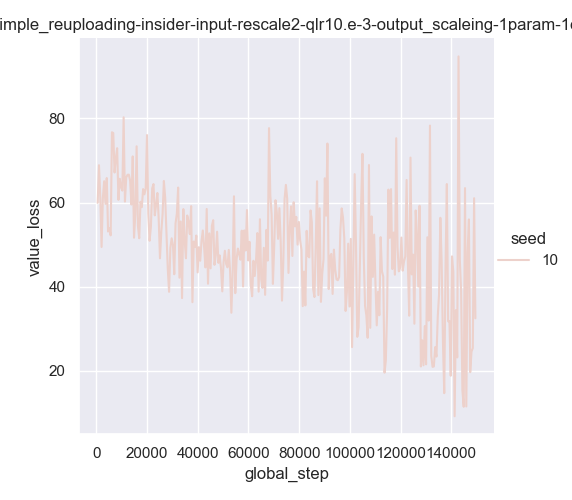 imple_reuploading-insider-input-rescale2-qlr10.e-3-output_scaleing-1param-1
80
60
40
20
value_loss
0 20000 40000 60000 80000 100000 120000 140000
global_step
seed
10